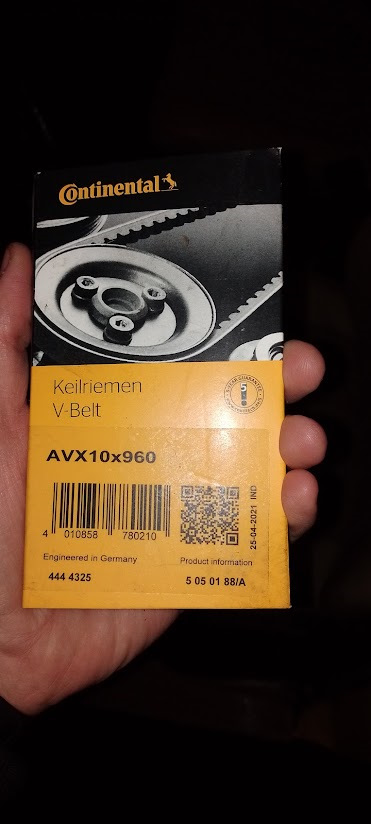 Continental
Keilriemen
V-Belt
5
AVX10x960
4 010858 780210
25-04-2021 IND
Engineered in Germany
Product information
444 4325
5 05 01 88/A